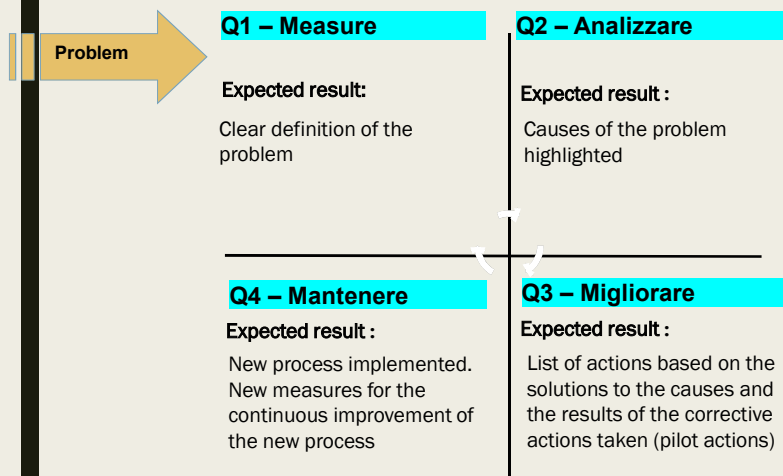 Problem
Q1 – Measure
Expected result:
Clear definition of the
problem
Q2 – Analizzare
Expected result :
Causes of the problem
highlighted
Q4 – Mantenere
Expected result :
New process implemented.
New measures for the
continuous improvement of
the new process
Q3 – Migliorare
Expected result :
List of actions based on the
solutions to the causes and
the results of the corrective
actions taken (pilot actions)